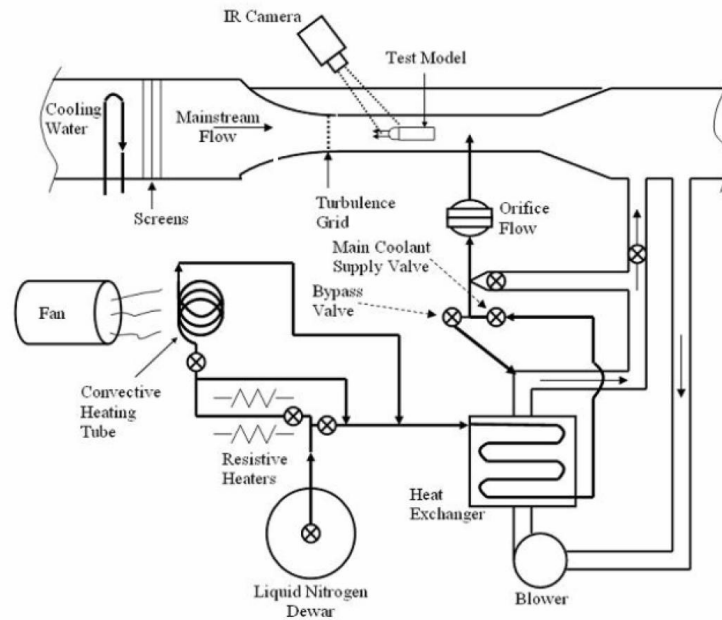 IR Camera
Test Model
Cooling
Water
Mainstream
Flow
Screens
Turbulence
Grid
Orifice
Flow
Main Coolant
Supply Valve
Bypass
Valve
Fan
Convective
Heating
Tube
Resistive
Heaters
Heat
Exchanger
Liquid Nitrogen
Dewar
Blower